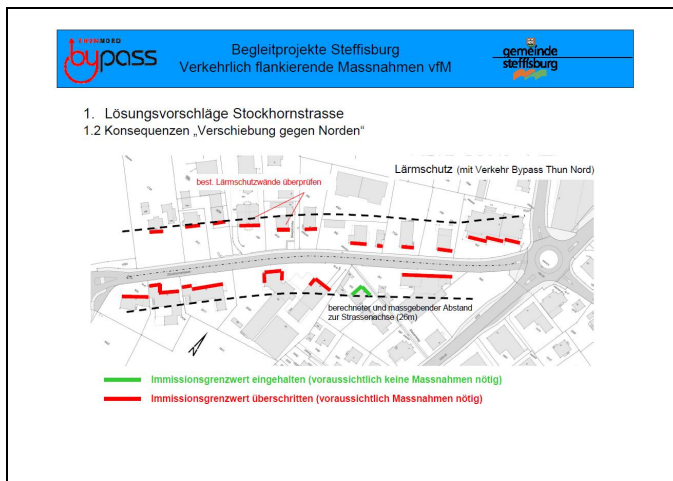 THUN NORD
bypass
Begleitprojekte Steffisburg
Verkehrlich flankierende Massnahmen vfM
gemeinde
steffisburg
1. Lösungsvorschläge Stockhornstrasse
1.2 Konsequenzen „Verschiebung gegen Norden“
Lärmschutz (mit Verkehr Bypass Thun Nord)
best. Lärmschutzwände überprüfen
berechneter und massgebender Abstand
zur Strassenachse (26m)
N
Immissionsgrenzwert eingehalten (voraussichtlich keine Massnahmen nötig)
Immissionsgrenzwert überschritten (voraussichtlich Massnahmen nötig)